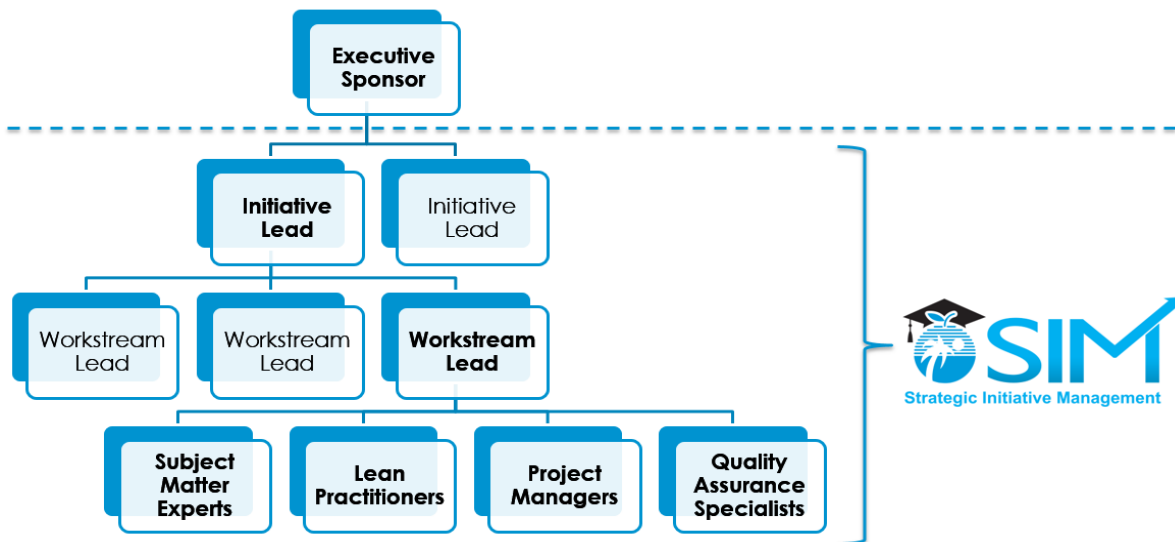 Executive
Sponsor
Initiative
Lead
Initiative
Lead
Workstream
Lead
Workstream
Lead
Workstream
Lead
SIM
Strategic Initiative Management
Subject
Matter
Experts
Lean
Practitioners
Project
Managers
Quality
Assurance
Specialists